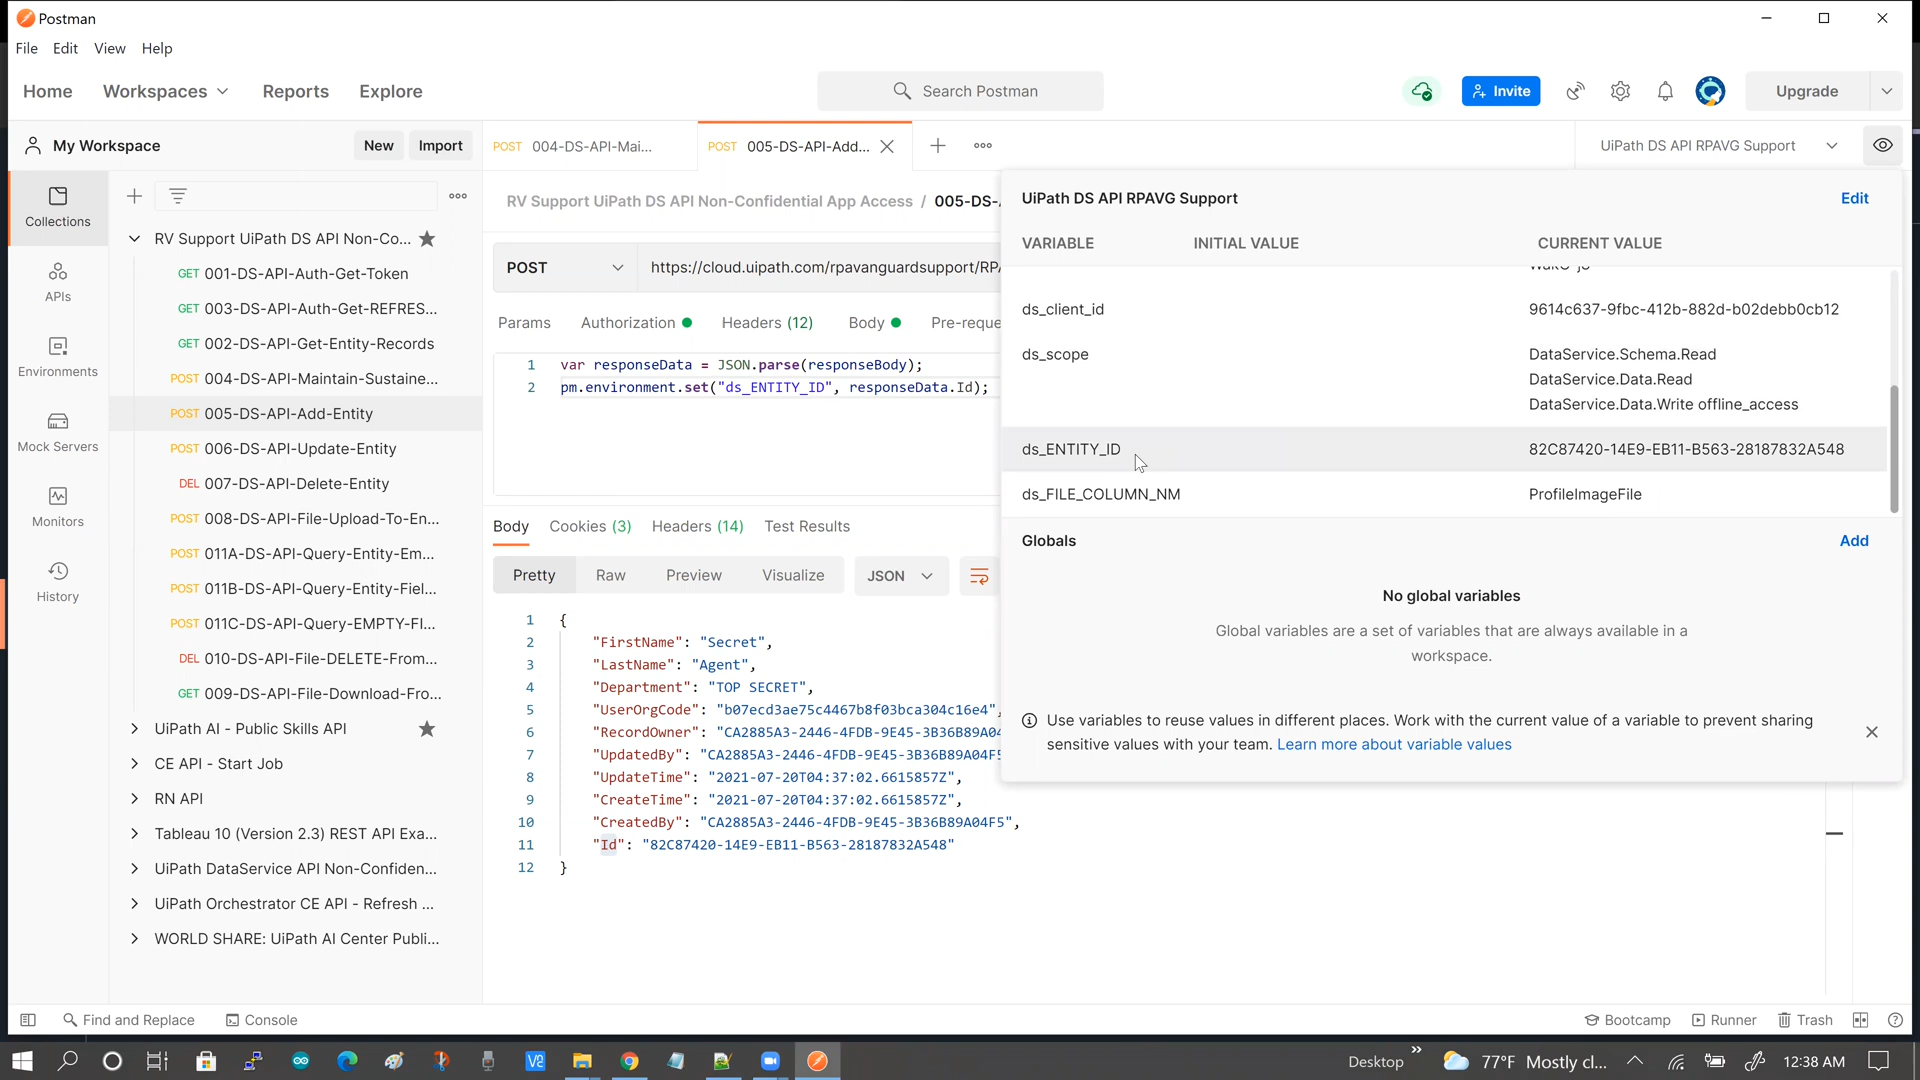 Postman
File Edit View Help
Home Workspaces Reports Explore
Search Postman
Invite
Upgrade
My Workspace
New Import
POST 004-DS-API-Mai...
POST 005-DS-API-Add...
UiPath DS API RPAVG Support
Collections
APIs
Environments
Mock Servers
Monitors
History
RV Support UiPath DS API Non-Co...
GET 001-DS-API-Auth-Get-Token
GET 003-DS-API-Auth-Get-REFRES...
GET 002-DS-API-Get-Entity-Records
POST 004-DS-API-Maintain-Sustaine...
POST 005-DS-API-Add-Entity
POST 006-DS-API-Update-Entity
DEL 007-DS-API-Delete-Entity
POST 008-DS-API-File-Upload-To-En...
POST 011A-DS-API-Query-Entity-Em...
POST 011B-DS-API-Query-Entity-Fiel...
POST 011C-DS-API-Query-EMPTY-FI...
DEL 010-DS-API-File-DELETE-From...
GET 009-DS-API-File-Download-Fro...
UiPath AI - Public Skills API
CE API - Start Job
RN API
Tableau 10 (Version 2.3) REST API Exa...
UiPath DataService API Non-Confiden...
UiPath Orchestrator CE API - Refresh ...
WORLD SHARE: UiPath AI Center Publi...
RV Support UiPath DS API Non-Confidential App Access / 005-DS-
POST https://cloud.uipath.com/rpavanguardsupport/RPA
Params Authorization Headers (12) Body Pre-reque
1 var responseData = JSON.parse(responseBody);
2 pm.environment.set("ds_ENTITY_ID", responseData.Id);
Body Cookies (3) Headers (14) Test Results
Pretty Raw Preview Visualize JSON
1 {
2 "FirstName": "Secret",
3 "LastName": "Agent",
4 "Department": "TOP SECRET",
5 "UserOrgCode": "b07ecd3ae75c4467b8f03bca304c16e4",
6 "RecordOwner": "CA2885A3-2446-4FDB-9E45-3B36B89A04
7 "UpdatedBy": "CA2885A3-2446-4FDB-9E45-3B36B89A04F5
8 "UpdateTime": "2021-07-20T04:37:02.6615857Z",
9 "CreateTime": "2021-07-20T04:37:02.6615857Z",
10 "CreatedBy": "CA2885A3-2446-4FDB-9E45-3B36B89A04F5",
11 "Id": "82C87420-14E9-EB11-B563-28187832A548"
12 }
UiPath DS API RPAVG Support Edit
VARIABLE INITIAL VALUE CURRENT VALUE
ds_client_id 9614c637-9fbc-412b-882d-b02debb0cb12
ds_scope DataService.Schema.Read
DataService.Data.Read
DataService.Data.Write offline_access
ds_ENTITY_ID 82C87420-14E9-EB11-B563-28187832A548
ds_FILE_COLUMN_NM ProfileImageFile
Globals Add
No global variables
Global variables are a set of variables that are always available in a
workspace.
Use variables to reuse values in different places. Work with the current value of a variable to prevent sharing
sensitive values with your team. Learn more about variable values
Find and Replace Console
Bootcamp Runner Trash
Desktop 77°F Mostly cl... 12:38 AM